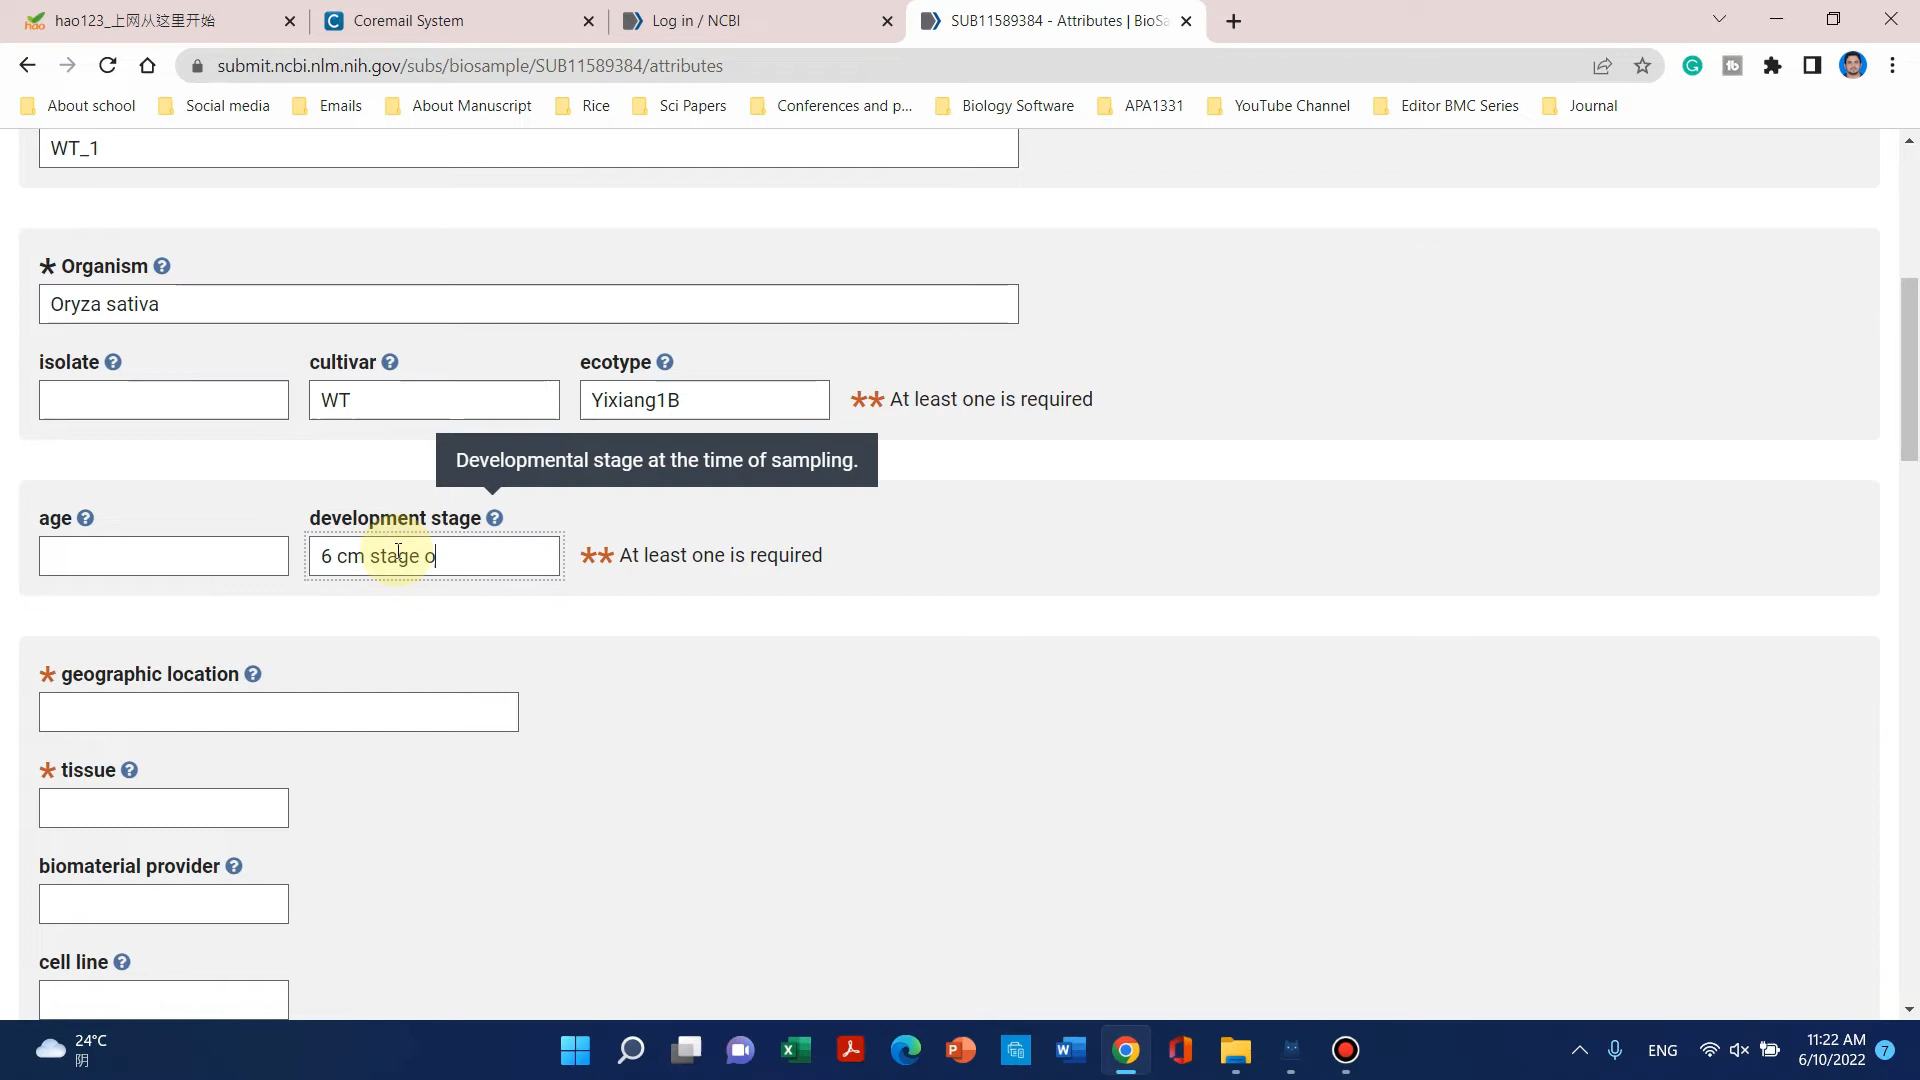 hao123_上网从这里开始
Coremail System
Log in / NCBI
SUB11589384 - Attributes | BioSa
submit.ncbi.nlm.nih.gov/subs/biosample/SUB11589384/attributes
About school
Social media
Emails
About Manuscript
Rice
Sci Papers
Conferences and p...
Biology Software
APA1331
YouTube Channel
Editor BMC Series
Journal
WT_1
* Organism
Oryza sativa
isolate
cultivar
ecotype
WT
Yixiang1B
** At least one is required
Developmental stage at the time of sampling.
age
development stage
6 cm stage o
** At least one is required
* geographic location
* tissue
biomaterial provider
cell line
24°C
阴
ENG
11:22 AM
6/10/2022
7